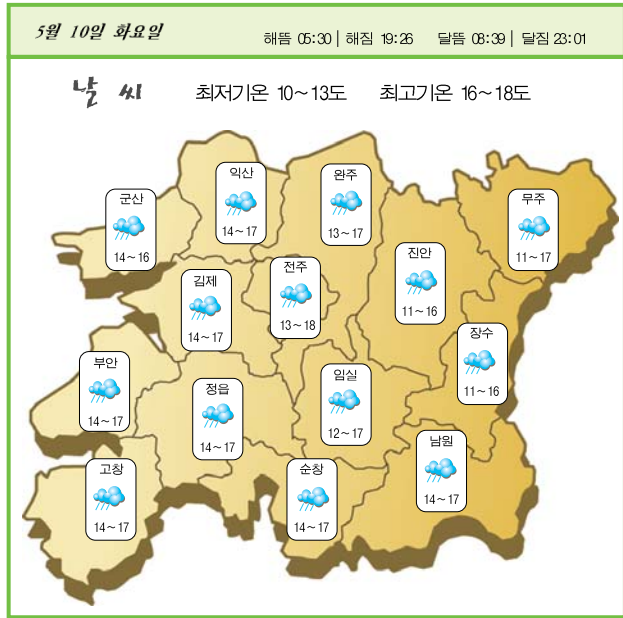 5월 10일 화요일 해뜸 05:30 | 해짐 19:26 달뜸 08:39 | 달짐 23:01
날 씨 최저기온 10~13도 최고기온 16~18도
군산
14~16
익산
14~17
완주
13~17
무주
11~17
김제
14~17
전주
13~18
진안
11~16
장수
11~16
부안
14~17
정읍
14~17
임실
12~17
남원
14~17
고창
14~17
순창
14~17